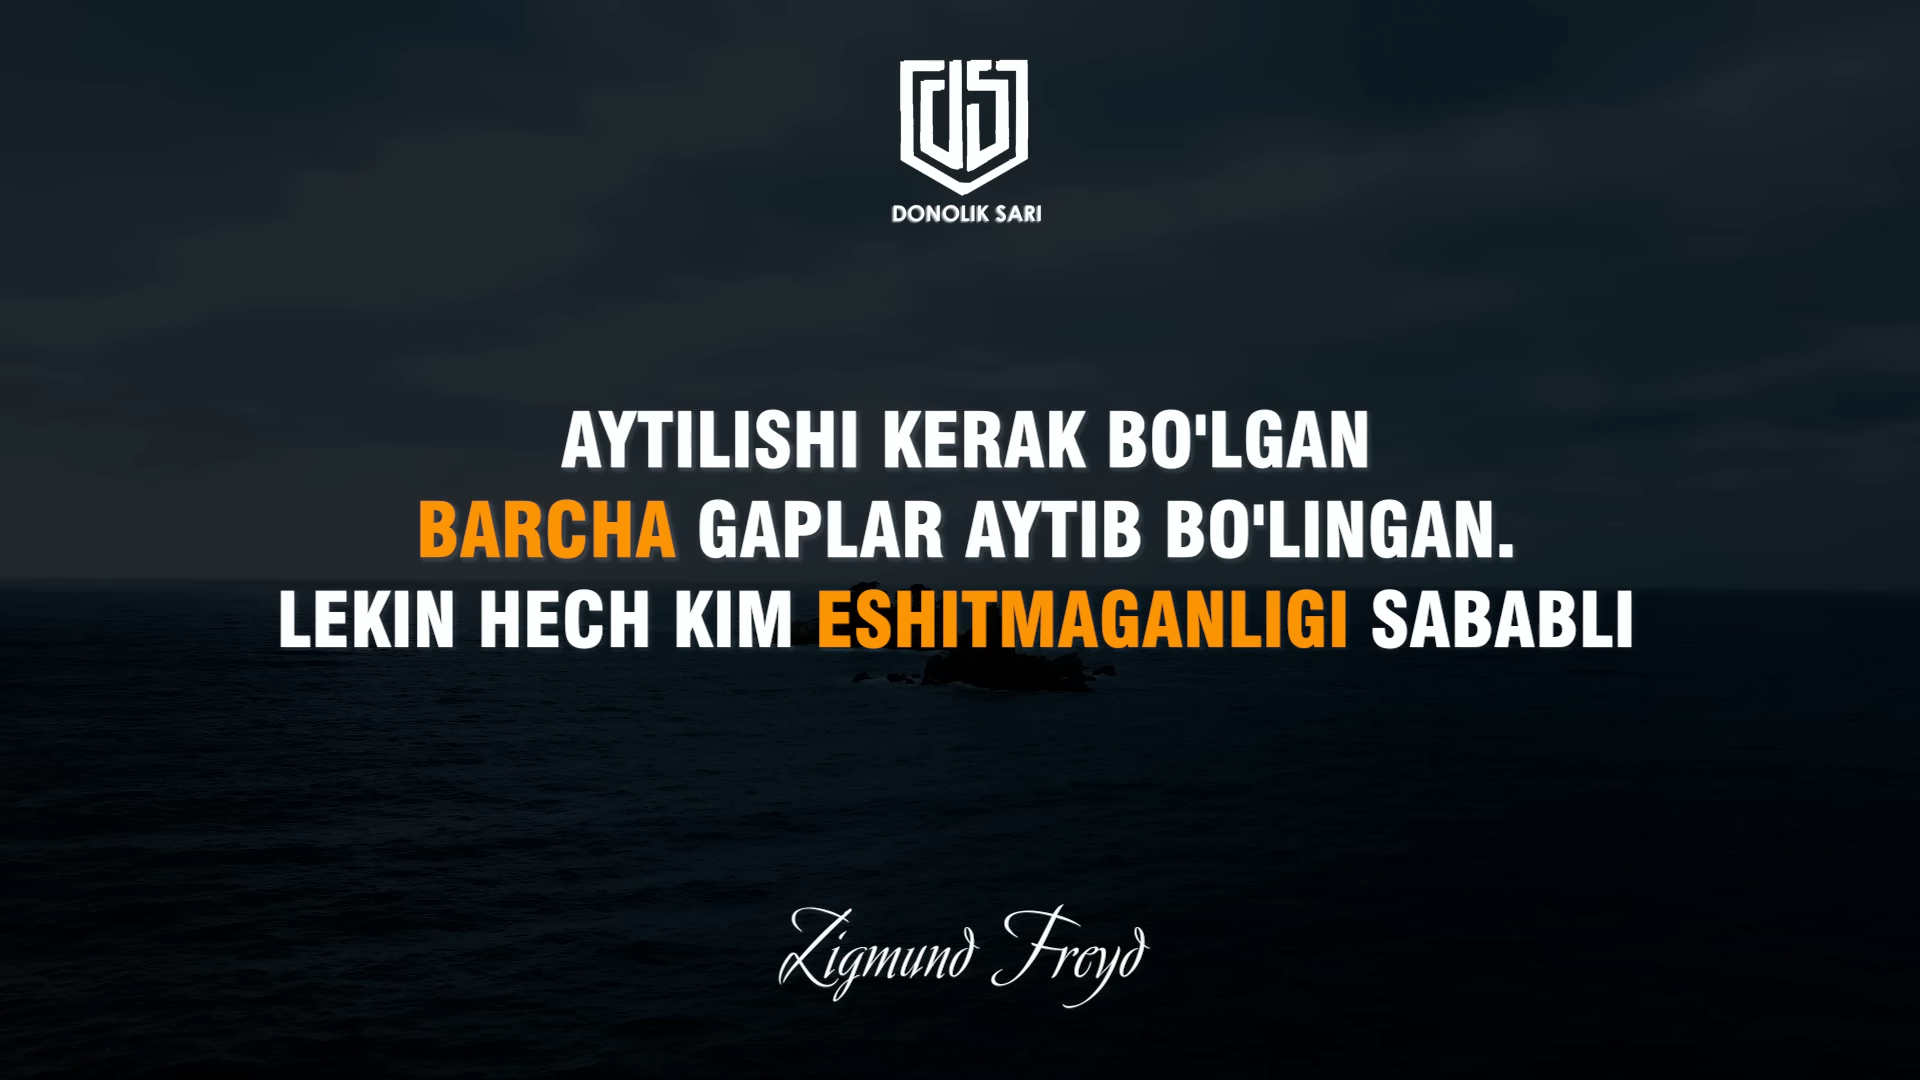 DONOLIK SARI
AYTILISHI KERAK BO'LGAN
BARCHA GAPLAR AYTIB BO'LINGAN.
LEKIN HECH KIM ESHITMAGANLIGI SABABLI
Zigmund Freyd